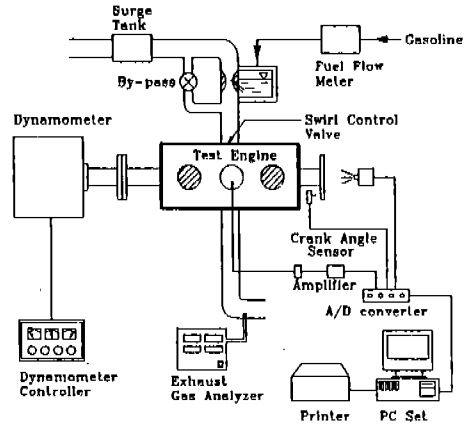 Surge
Tank
Gasoline
By-pass
Fuel Flow
Meter
Dynamometer
Swirl Control
Valve
Test Engine
Crank Angle
Sensor
Amplifier
A/D converter
Dynamometer
Controller
Exhaust
Gas Analyzer
Printer
PC Set